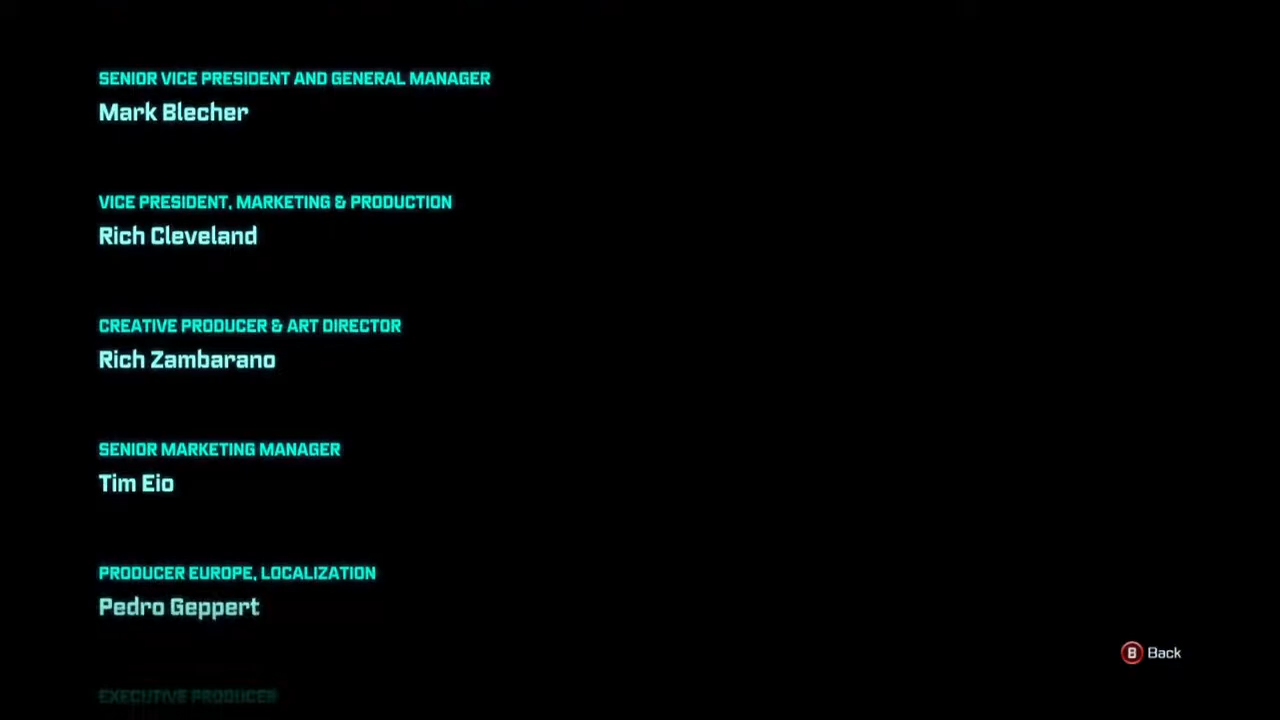 SENIOR VICE PRESIDENT AND GENERAL MANAGER
Mark Blecher
VICE PRESIDENT, MARKETING & PRODUCTION
Rich Cleveland
CREATIVE PRODUCER & ART DIRECTOR
Rich Zambarano
SENIOR MARKETING MANAGER
Tim Eio
PRODUCER EUROPE, LOCALIZATION
Pedro Geppert
B Back
EXECUTIVE PRODUCER